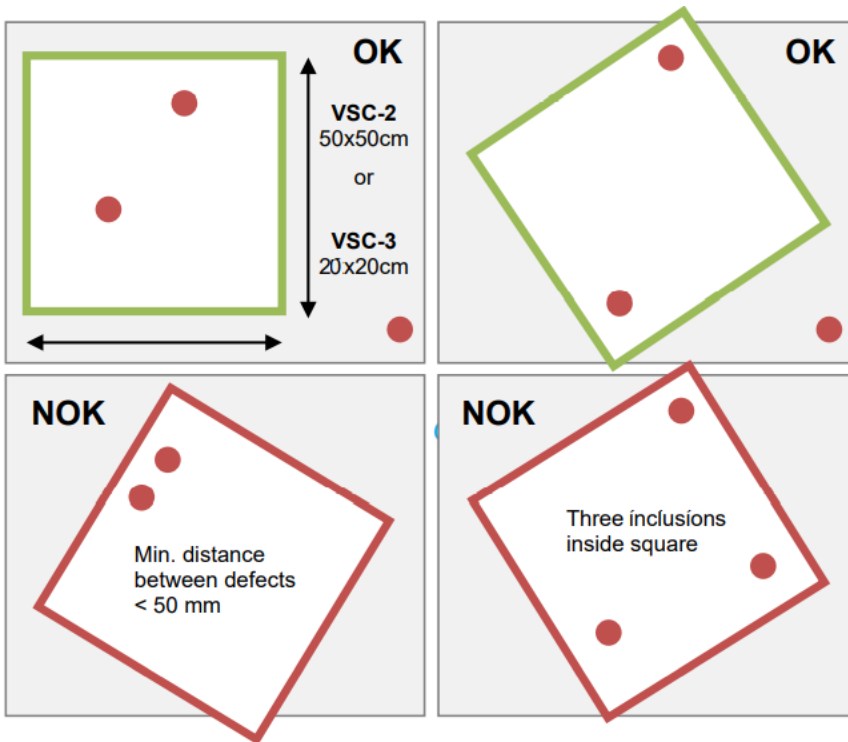 OK
VSC-2
50x50cm
or
VSC-3
20x20cm
OK
NOK
Min. distance
between defects
< 50 mm
NOK
Three inclusions
inside square